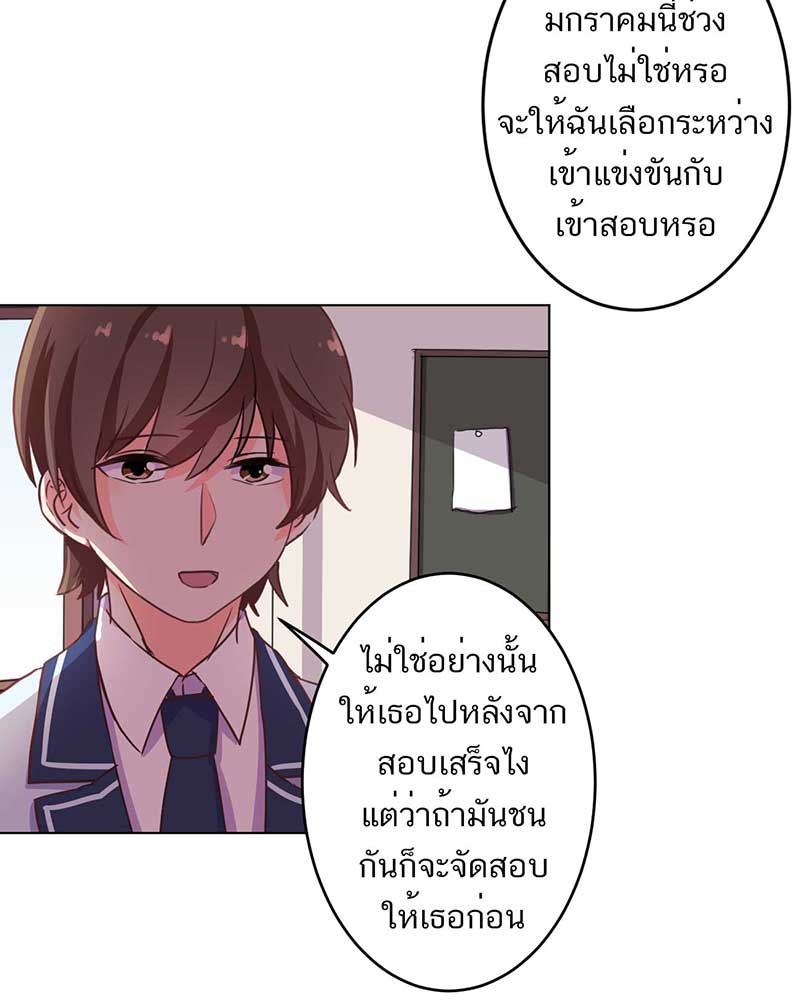 มกราคมนี้ช่วง
สอบไม่ใช่หรอ
จะให้ฉันเลือกระหว่าง
เข้าแข่งขันกับ
เข้าสอบหรอ
ไม่ใช่อย่างนั้น
ให้เธอไปหลังจาก
สอบเสร็จไง
แต่ว่าถ้ามันชน
กันก็จะจัดสอบ
ให้เธอก่อน